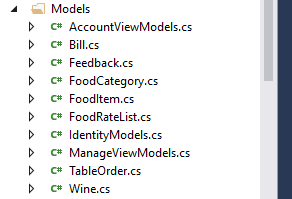 Models
C# AccountViewModels.cs
C# Bill.cs
C# Feedback.cs
C# FoodCategory.cs
C# FoodItem.cs
C# FoodRateList.cs
C# IdentityModels.cs
C# ManageViewModels.cs
C# TableOrder.cs
C# Wine.cs